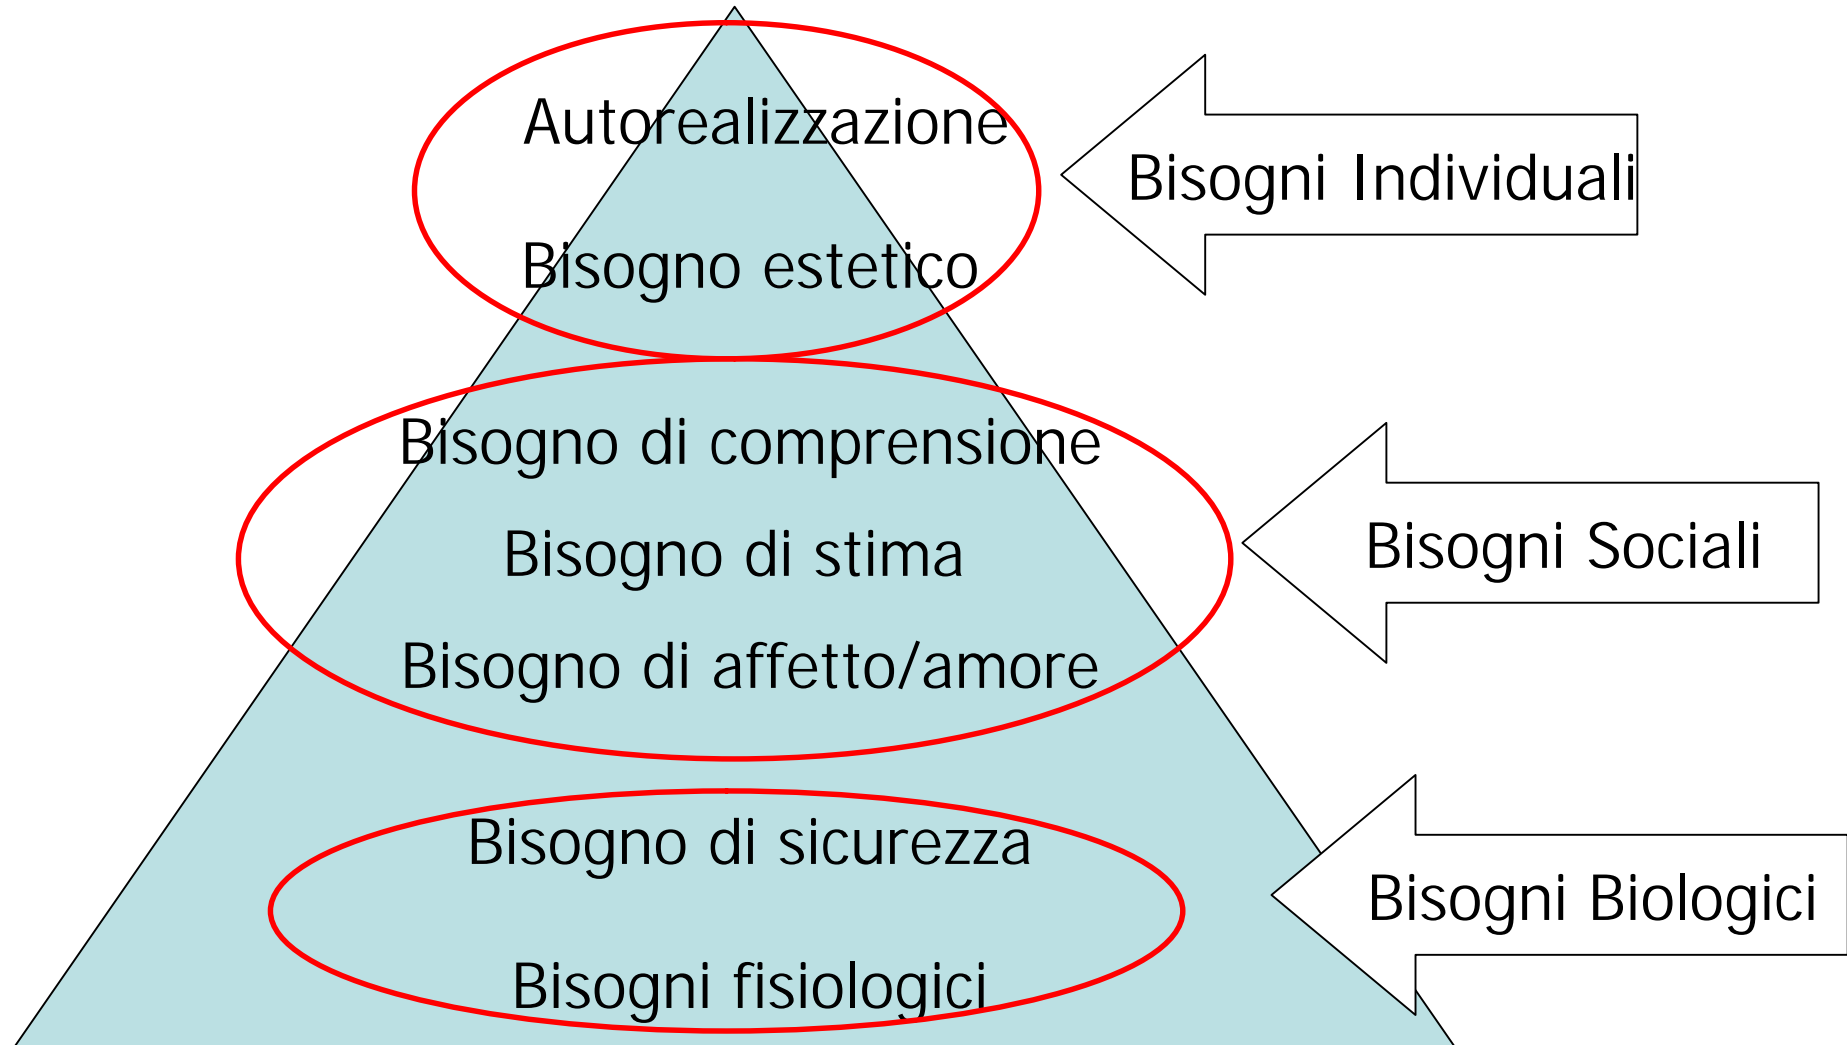 Autorealizzazione
Bisogni Individuali
Bisogno estetico
Bisogno di comprensione
Bisogno di stima
Bisogni Sociali
Bisogno di affetto/amore
Bisogno di sicurezza
Bisogni Biologici
Bisogni fisiologici